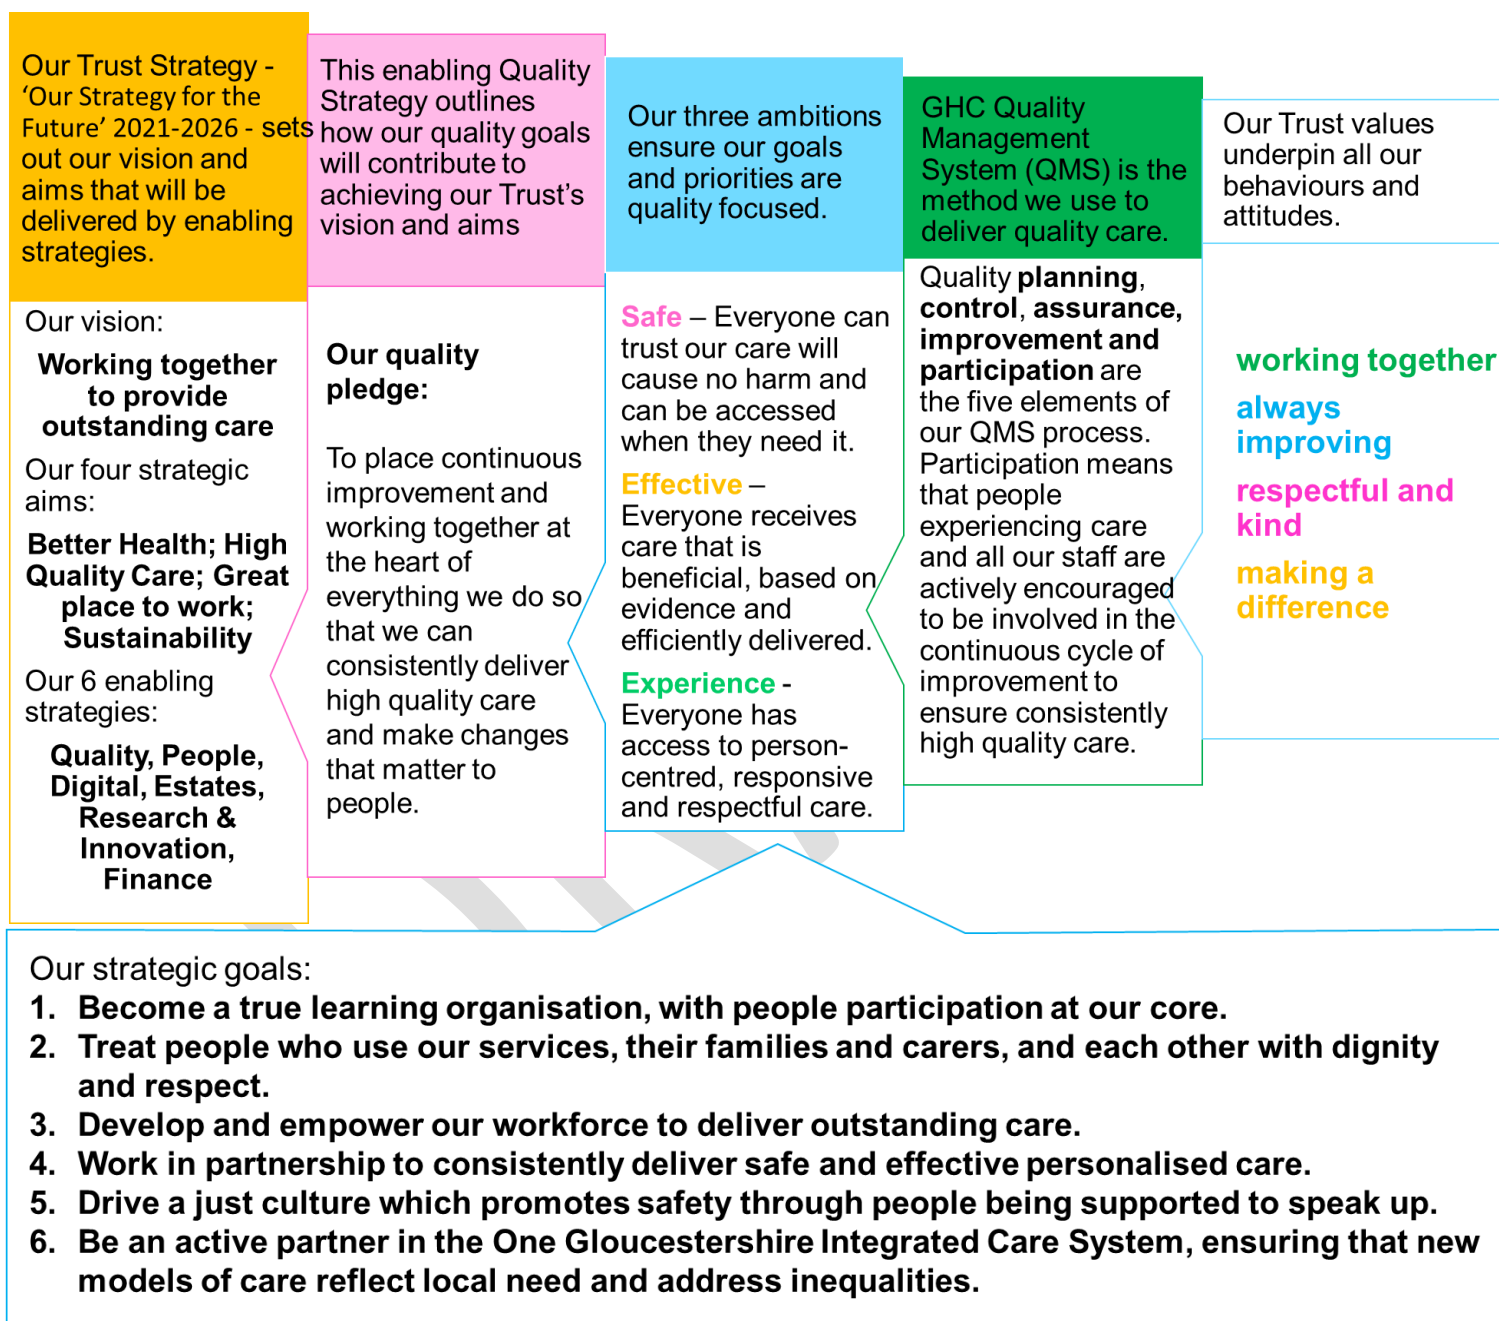 Our Trust Strategy -
‘Our Strategy for the
Future’ 2021-2026 - sets
out our vision and
aims that will be
delivered by enabling
strategies.
Our vision:
Working together
to provide
outstanding care
Our four strategic
aims:
Better Health; High
Quality Care; Great
place to work;
Sustainability
Our 6 enabling
strategies:
Quality, People,
Digital, Estates,
Research &
Innovation,
Finance
This enabling Quality
Strategy outlines
how our quality goals
will contribute to
achieving our Trust’s
vision and aims
Our quality
pledge:
To place continuous
improvement and
working together at
the heart of
everything we do so
that we can
consistently deliver
high quality care
and make changes
that matter to
people.
Our three ambitions
ensure our goals
and priorities are
quality focused.
Safe – Everyone can
trust our care will
cause no harm and
can be accessed
when they need it.
Effective –
Everyone receives
care that is
beneficial, based on
evidence and
efficiently delivered.
Experience -
Everyone has
access to person-
centred, responsive
and respectful care.
GHC Quality
Management
System (QMS) is the
method we use to
deliver quality care.
Quality planning,
control, assurance,
improvement and
participation are
the five elements of
our QMS process.
Participation means
that people
experiencing care
and all our staff are
actively encouraged
to be involved in the
continuous cycle of
improvement to
ensure consistently
high quality care.
Our Trust values
underpin all our
behaviours and
attitudes.
working together
always
improving
respectful and
kind
making a
difference
Our strategic goals:
1. Become a true learning organisation, with people participation at our core.
2. Treat people who use our services, their families and carers, and each other with dignity
and respect.
3. Develop and empower our workforce to deliver outstanding care.
4. Work in partnership to consistently deliver safe and effective personalised care.
5. Drive a just culture which promotes safety through people being supported to speak up.
6. Be an active partner in the One Gloucestershire Integrated Care System, ensuring that new
models of care reflect local need and address inequalities.